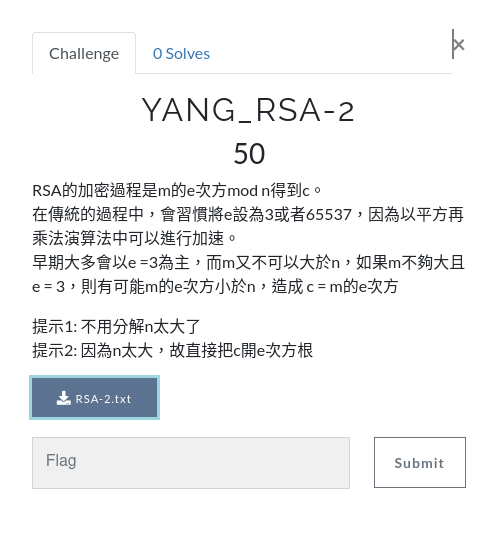 Challenge
0 Solves
×
YANG_RSA-2
50
RSA的加密過程是m的e次方mod n得到c。
在傳統的過程中，會習慣將e設為3或者65537，因為以平方再
乘法演算法中可以進行加速。
早期大多會以e =3為主，而m又不可以大於n，如果m不夠大且
e = 3，則有可能m的e次方小於n，造成 c = m的e次方
提示1: 不用分解n太大了
提示2: 因為n太大，故直接把c開e次方根
RSA-2.txt
Flag
Submit